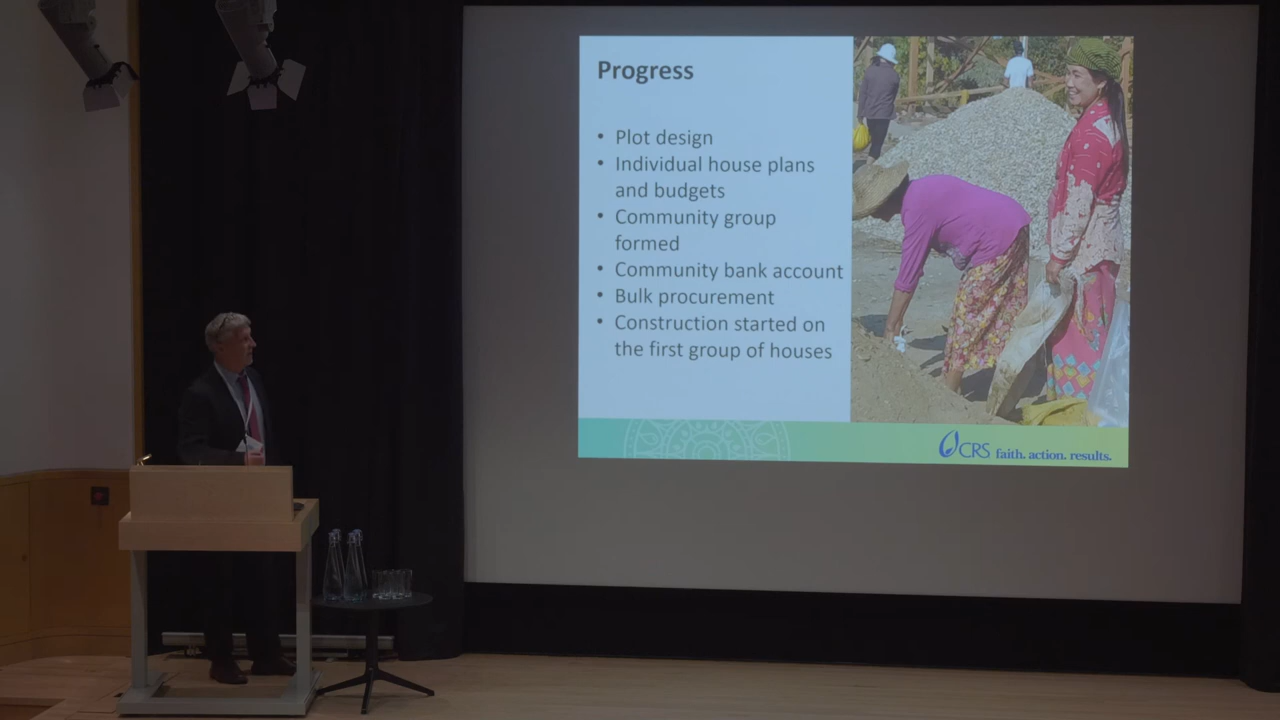 Progress
• Plot design
• Individual house plans
and budgets
• Community group
formed
• Community bank account
• Bulk procurement
• Construction started on
the first group of houses
CRS faith. action. results.